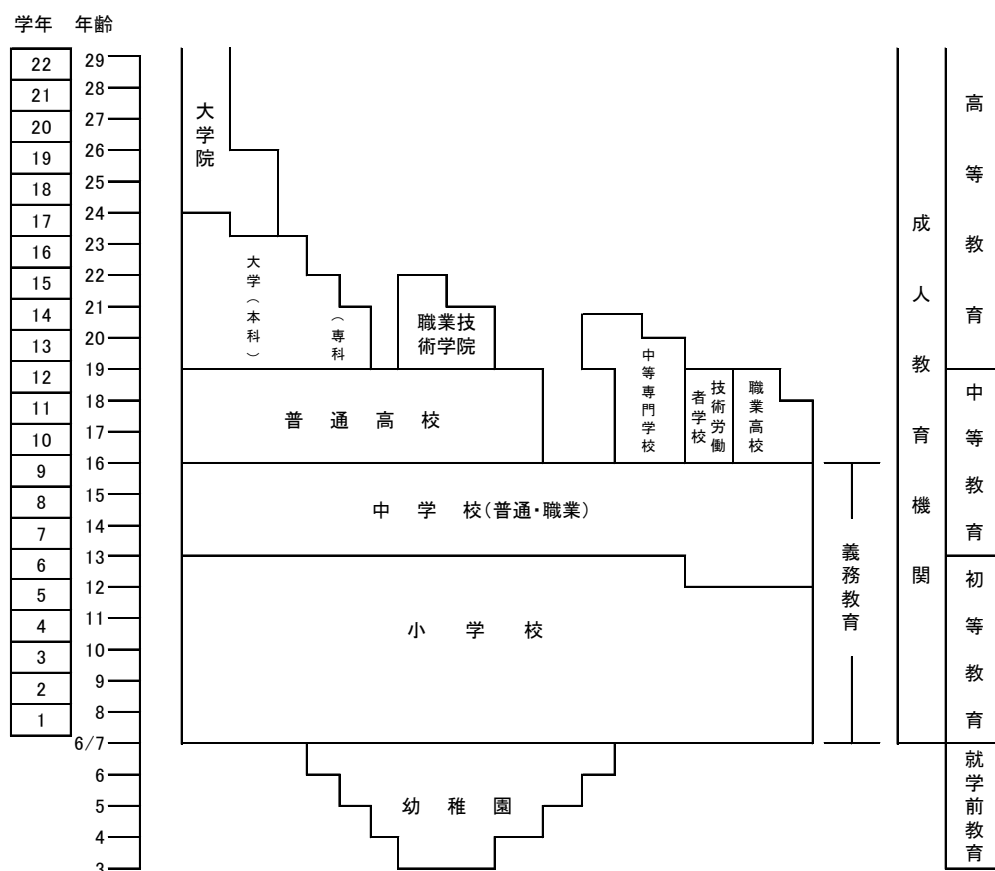 学年 年齢
22
21
20
19
18
17
16
15
14
13
12
11
10
9
8
7
6
5
4
3
2
1
29
28
27
26
25
24
23
22
21
20
19
18
17
16
15
14
13
12
11
10
9
8
6/7
6
5
4
3
大学院
大学(本科)
(専科)
職業技
術学院
普通高校
中等専門学校
技術労働
者学校
職業高校
中学校(普通・職業)
小学校
幼稚園
義務教育
成人教育機関
高等教育
中等教育
初等教育
就学前教育